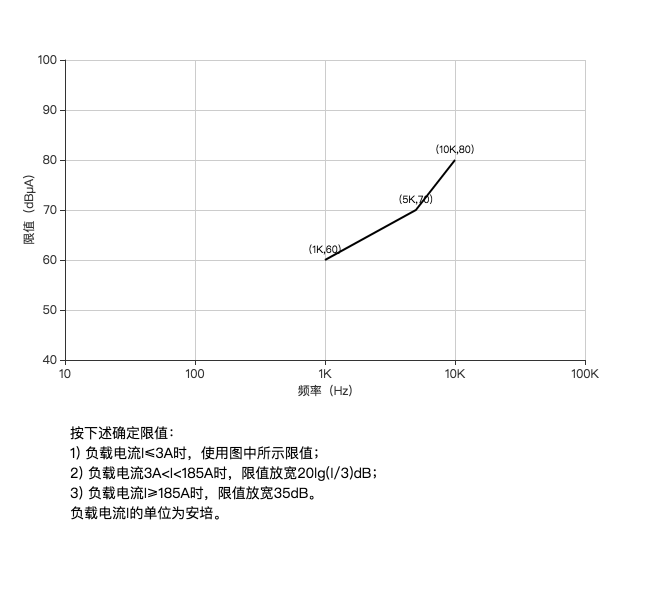 100
90
80
70
60
50
40
限值（dBμA）
(10K,80)
(5K,70)
(1K,60)
10
100
1K
10K
100K
频率（Hz）
按下述确定限值：
1) 负载电流I≤3A时，使用图中所示限值；
2) 负载电流3A<I<185A时，限值放宽20lg(I/3)dB；
3) 负载电流I≥185A时，限值放宽35dB。
负载电流I的单位为安培。